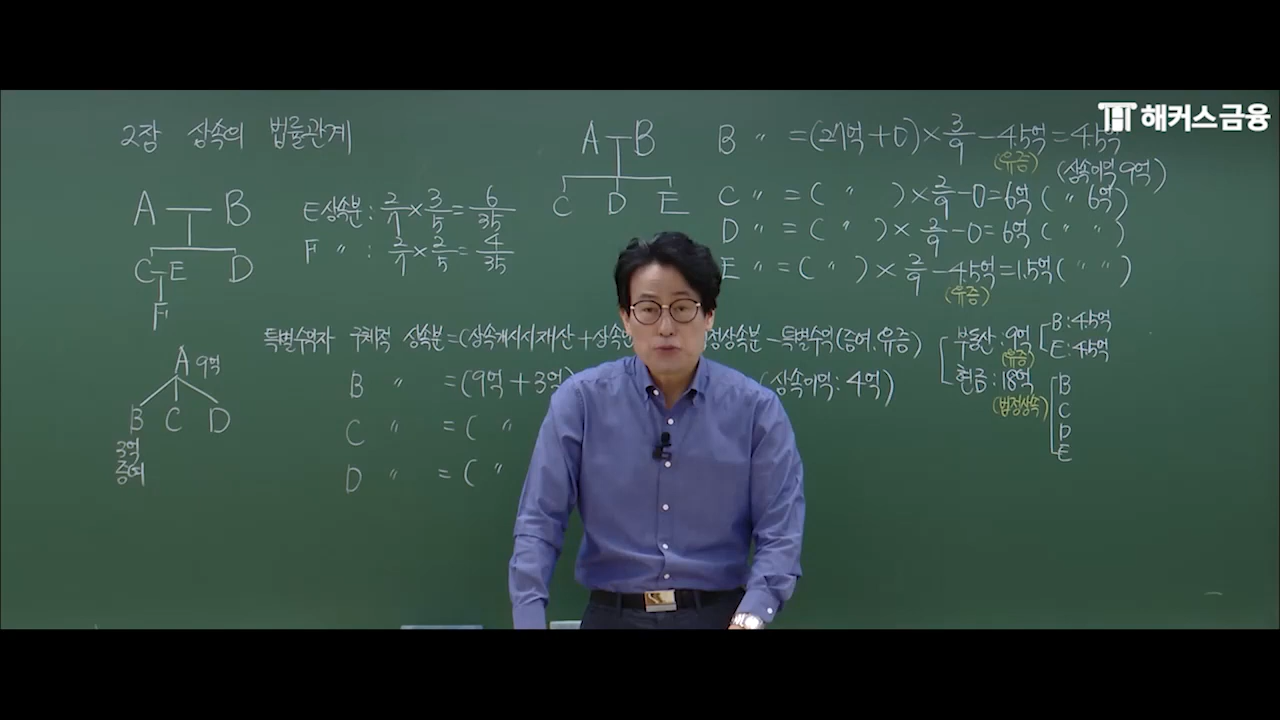 해커스금융
2장 상속의 법률관계
A B
C E D
F
E상속분 : 2/7 × 3/5 = 6/35
F 〃 : 2/7 × 2/5 = 4/35
A B
C D E
B 〃 = (27억 + 0) × 3/9 - 4.5억 = 4.5억
(유증) (상속이익 9억)
C 〃 = ( 〃 ) × 2/9 - 0 = 6억 ( 〃 6억)
D 〃 = ( 〃 ) × 2/9 - 0 = 6억 ( 〃 〃 )
E 〃 = ( 〃 ) × 2/9 - 4.5억 = 1.5억 ( 〃 〃 )
(유증)
특별수익자 구체적 상속분 = (상속개시시 재산 + 상속인 정상속분 - 특별수익(증여.유증)
B 〃 = (9억 + 3억) (상속이익 : 4억)
C 〃 = ( 〃
D 〃 = ( 〃
A 9억
B C D
3억
증여
부동산 : 9억 B : 4.5억
(유증) E : 4.5억
현금 : 18억 B
(법정상속) C
D
E